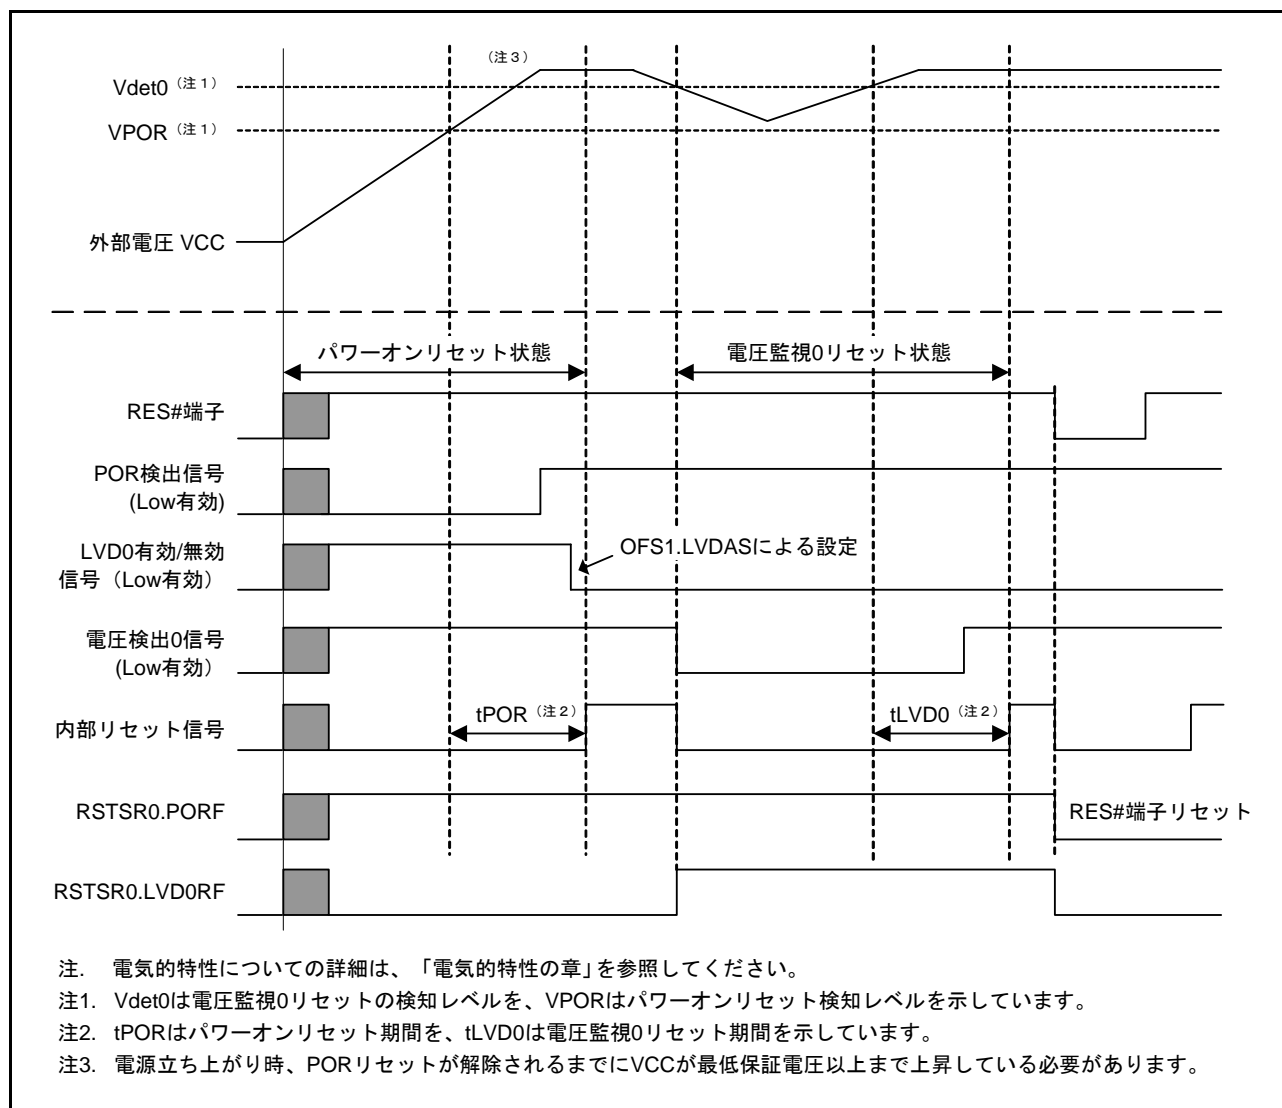 （注３）
Vdet0（注１）
VPOR（注１）
外部電圧 VCC
パワーオンリセット状態
電圧監視0リセット状態
RES#端子
POR検出信号
(Low有効)
LVD0有効/無効
信号（Low有効）
OFS1.LVDASによる設定
電圧検出0信号
(Low有効）
内部リセット信号
tPOR（注２）
tLVD0（注２）
RSTSR0.PORF
RES#端子リセット
RSTSR0.LVD0RF
注. 電気的特性についての詳細は、「電気的特性の章」を参照してください。
注1. Vdet0は電圧監視0リセットの検知レベルを、VPORはパワーオンリセット検知レベルを示しています。
注2. tPORはパワーオンリセット期間を、tLVD0は電圧監視0リセット期間を示しています。
注3. 電源立ち上がり時、PORリセットが解除されるまでにVCCが最低保証電圧以上まで上昇している必要があります。